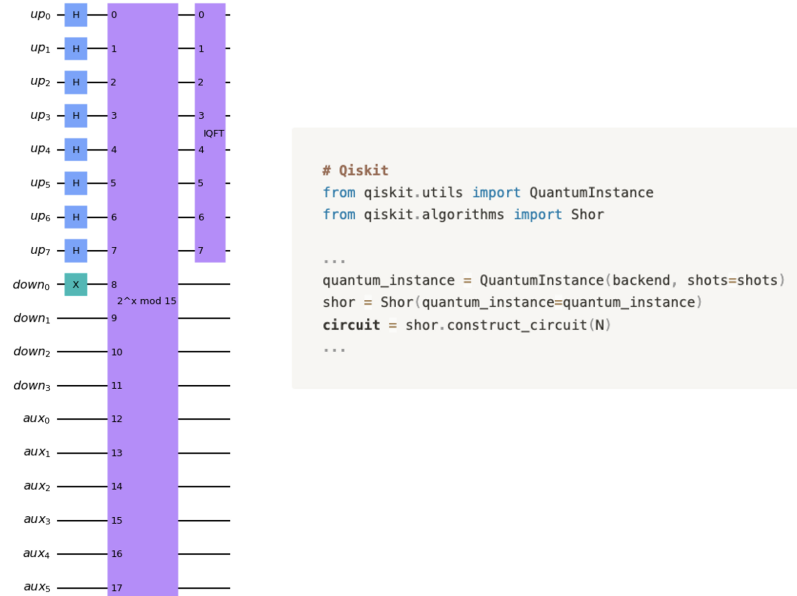 up0 H 0 0
up1 H 1 1
up2 H 2 2
up3 H 3 3
IQFT
up4 H 4 4
up5 H 5 5
up6 H 6 6
up7 H 7 7
down0 X 8
2^x mod 15
down1 9
down2 10
down3 11
aux0 12
aux1 13
aux2 14
aux3 15
aux4 16
aux5 17
# Qiskit
from qiskit.utils import QuantumInstance
from qiskit.algorithms import Shor
...
quantum_instance = QuantumInstance(backend, shots=shots)
shor = Shor(quantum_instance=quantum_instance)
circuit = shor.construct_circuit(N)
...